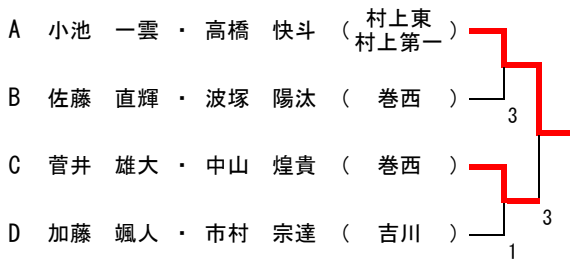 A 小池 一雲 ・ 高橋 快斗 ( 村上東 村上第一 )
B 佐藤 直輝 ・ 波塚 陽汰 ( 巻西 )
3
C 菅井 雄大 ・ 中山 煌貴 ( 巻西 )
3
D 加藤 颯人 ・ 市村 宗達 ( 吉川 )
1